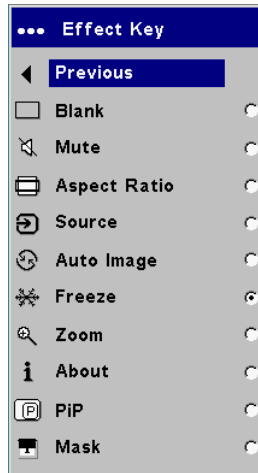 Effect Key
Previous
Blank
Mute
Aspect Ratio
Source
Auto Image
Freeze
Zoom
About
PiP
Mask